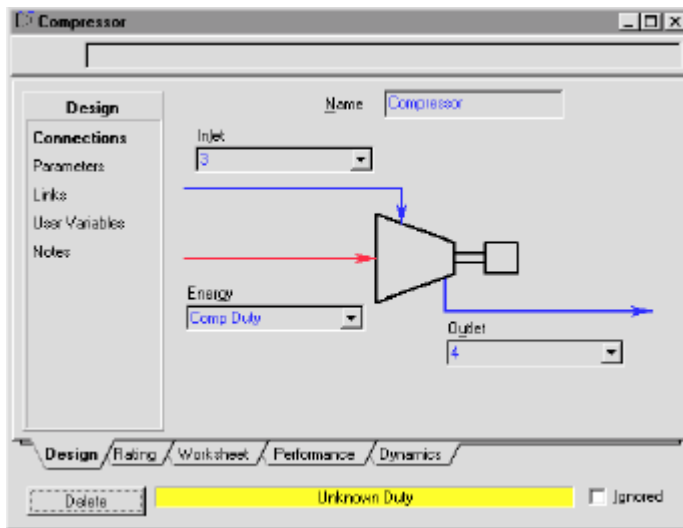 Compressor
Name Compressor
Design
Connections
Parameters
Links
User Variables
Notes
Inlet
3
Energy
Comp Duty
Outlet
4
Design Rating Worksheet Performance Dynamics
Delete
Unknown Duty
Ignored